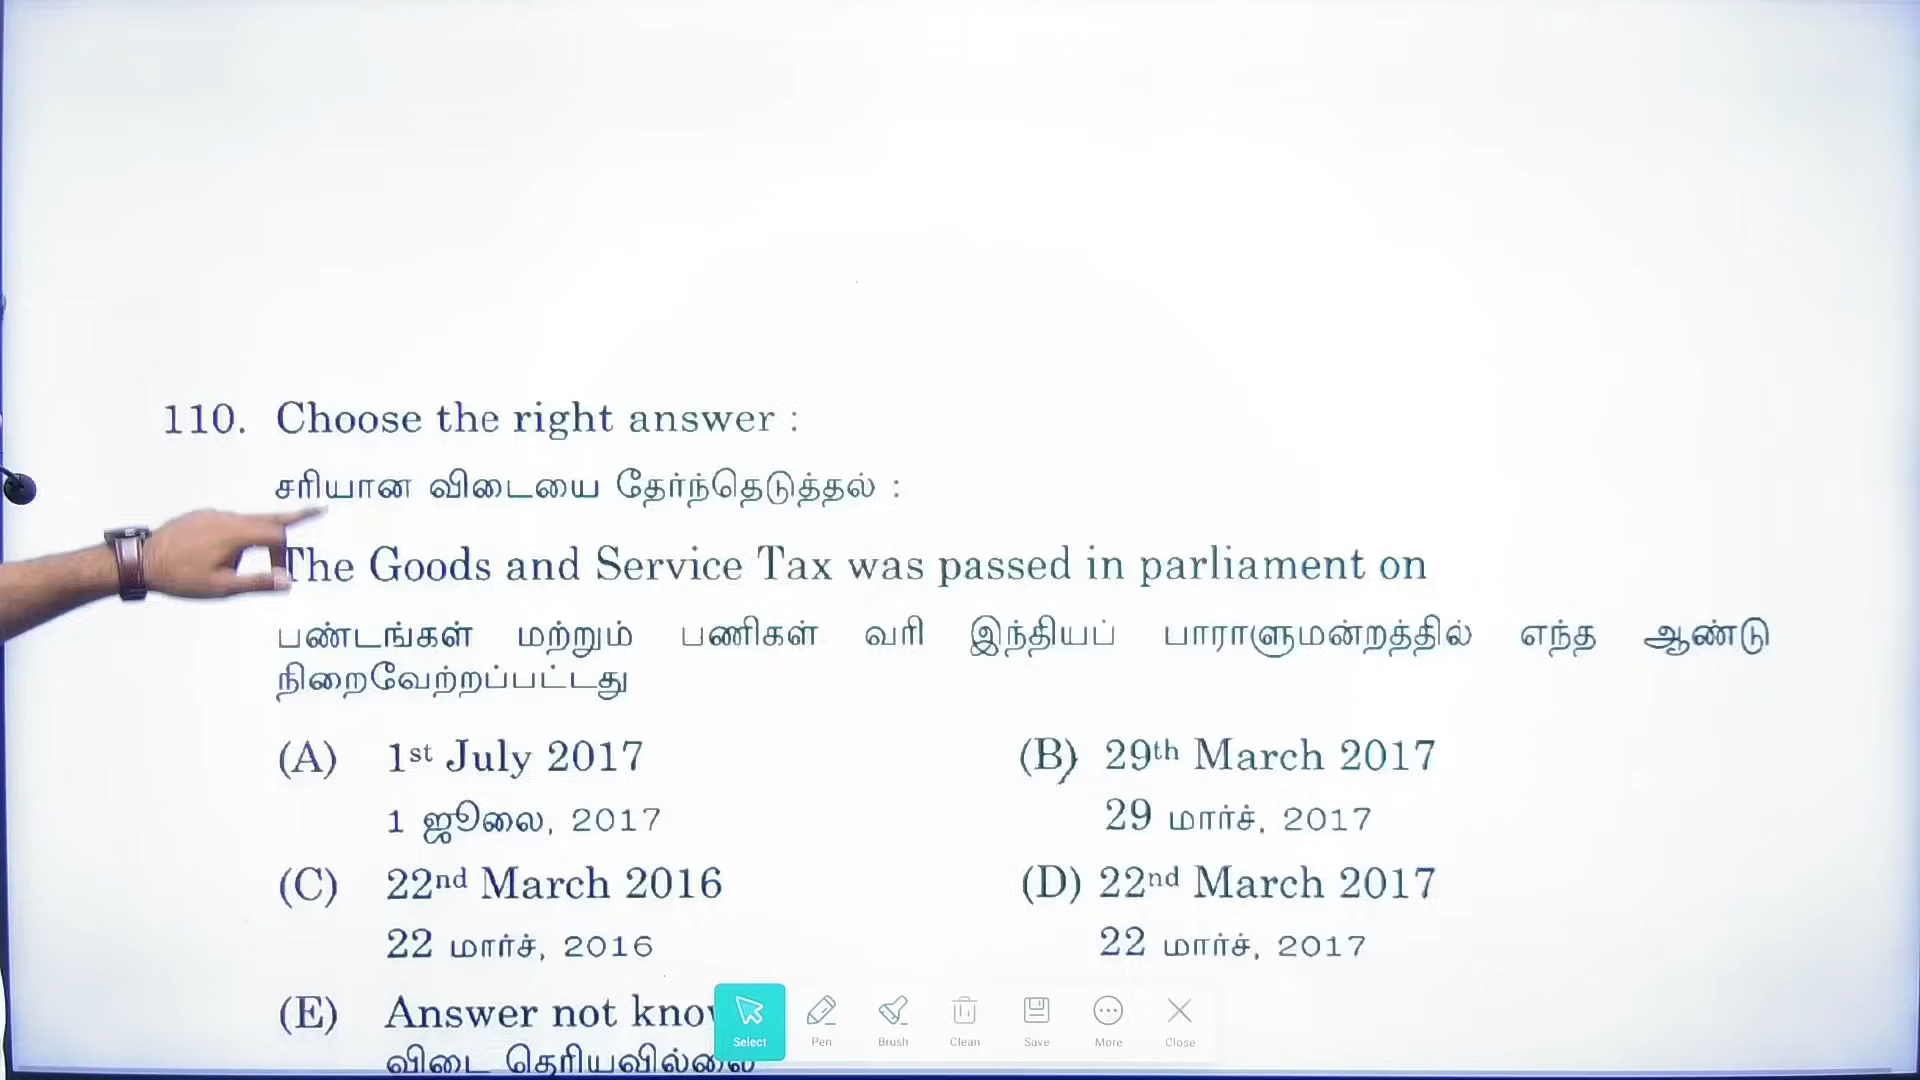 110. Choose the right answer :
சரியான விடையை தேர்ந்தெடுத்தல் :
The Goods and Service Tax was passed in parliament on
பண்டங்கள் மற்றும் பணிகள் வரி இந்தியப் பாராளுமன்றத்தில் எந்த ஆண்டு
நிறைவேற்றப்பட்டது
(A) 1st July 2017 (B) 29th March 2017
1 ஜூலை, 2017 29 மார்ச், 2017
(C) 22nd March 2016 (D) 22nd March 2017
22 மார்ச், 2016 22 மார்ச், 2017
(E) Answer not
விடை தெரியவில்லை
Select Pen Brush Clean Save More Close